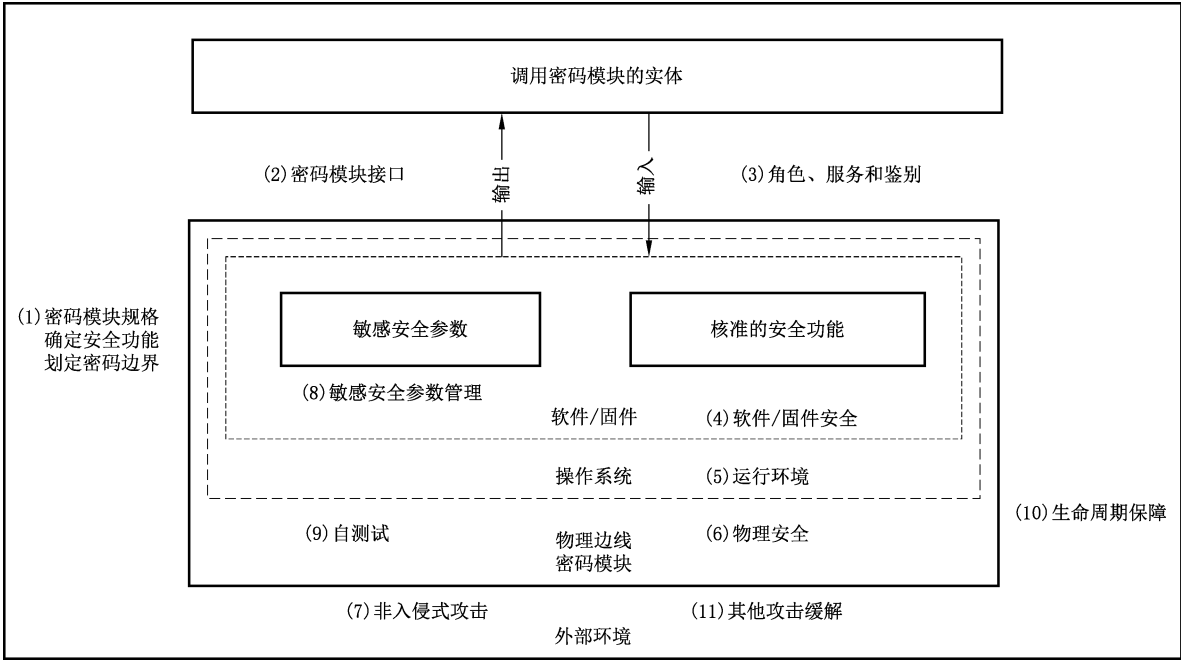 调用密码模块的实体
(2)密码模块接口
输出
输入
(3)角色、服务和鉴别
(1)密码模块规格
确定安全功能
划定密码边界
敏感安全参数
核准的安全功能
(8)敏感安全参数管理
软件/固件
(4)软件/固件安全
操作系统
(5)运行环境
(10)生命周期保障
(9)自测试
物理边线
密码模块
(6)物理安全
(7)非入侵式攻击
(11)其他攻击缓解
外部环境